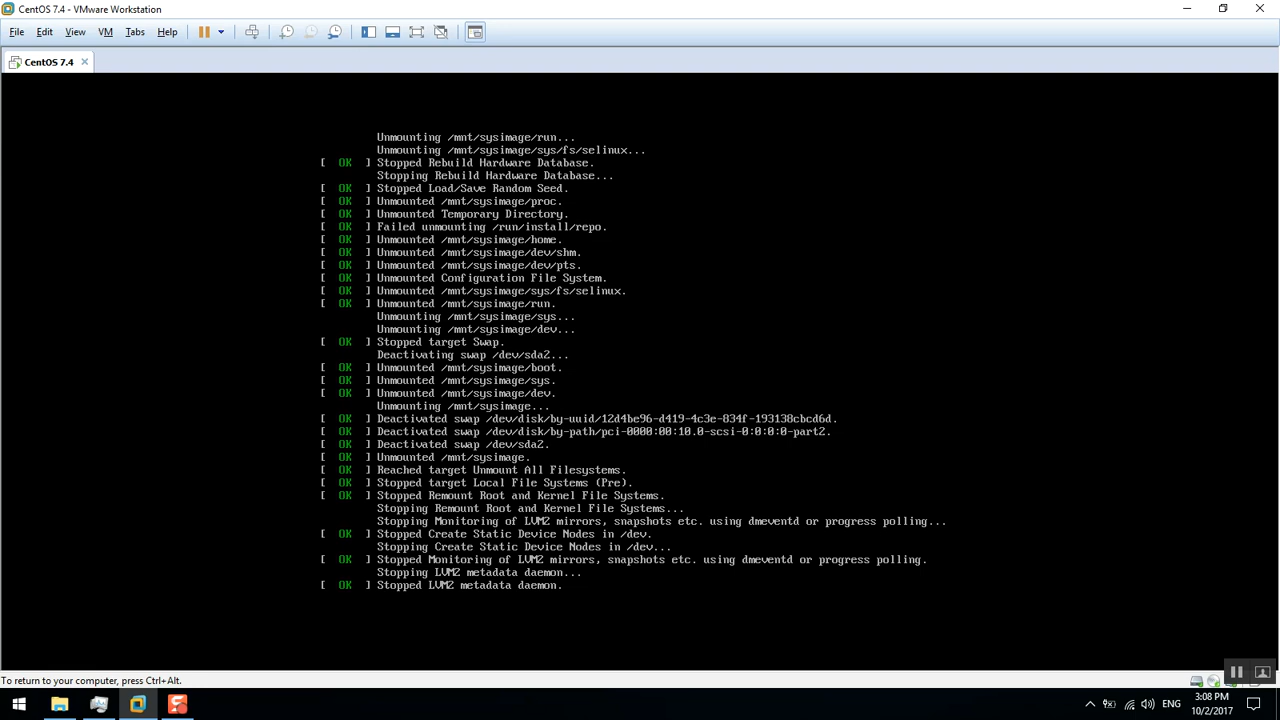 CentOS 7.4 - VMware Workstation
File Edit View VM Tabs Help
CentOS 7.4
Unmounting /mnt/sysimage/run...
Unmounting /mnt/sysimage/sys/fs/selinux...
[ OK ] Stopped Rebuild Hardware Database.
Stopping Rebuild Hardware Database...
[ OK ] Stopped Load/Save Random Seed.
[ OK ] Unmounted /mnt/sysimage/proc.
[ OK ] Unmounted Temporary Directory.
[ OK ] Failed unmounting /run/install/repo.
[ OK ] Unmounted /mnt/sysimage/home.
[ OK ] Unmounted /mnt/sysimage/dev/shm.
[ OK ] Unmounted /mnt/sysimage/dev/pts.
[ OK ] Unmounted Configuration File System.
[ OK ] Unmounted /mnt/sysimage/sys/fs/selinux.
[ OK ] Unmounted /mnt/sysimage/run.
Unmounting /mnt/sysimage/sys...
Unmounting /mnt/sysimage/dev...
[ OK ] Stopped target Swap.
Deactivating swap /dev/sda2...
[ OK ] Unmounted /mnt/sysimage/boot.
[ OK ] Unmounted /mnt/sysimage/sys.
[ OK ] Unmounted /mnt/sysimage/dev.
Unmounting /mnt/sysimage...
[ OK ] Deactivated swap /dev/disk/by-uuid/12d4be96-d419-4c3e-834f-193138cbcd6d.
[ OK ] Deactivated swap /dev/disk/by-path/pci-0000:00:10.0-scsi-0:0:0:0-part2.
[ OK ] Deactivated swap /dev/sda2.
[ OK ] Unmounted /mnt/sysimage.
[ OK ] Reached target Unmount All Filesystems.
[ OK ] Stopped target Local File Systems (Pre).
[ OK ] Stopped Remount Root and Kernel File Systems.
Stopping Remount Root and Kernel File Systems...
Stopping Monitoring of LVM2 mirrors, snapshots etc. using dmeventd or progress polling...
[ OK ] Stopped Create Static Device Nodes in /dev.
Stopping Create Static Device Nodes in /dev...
[ OK ] Stopped Monitoring of LVM2 mirrors, snapshots etc. using dmeventd or progress polling.
Stopping LVM2 metadata daemon...
[ OK ] Stopped LVM2 metadata daemon.
To return to your computer, press Ctrl+Alt.
ENG
3:08 PM
10/2/2017